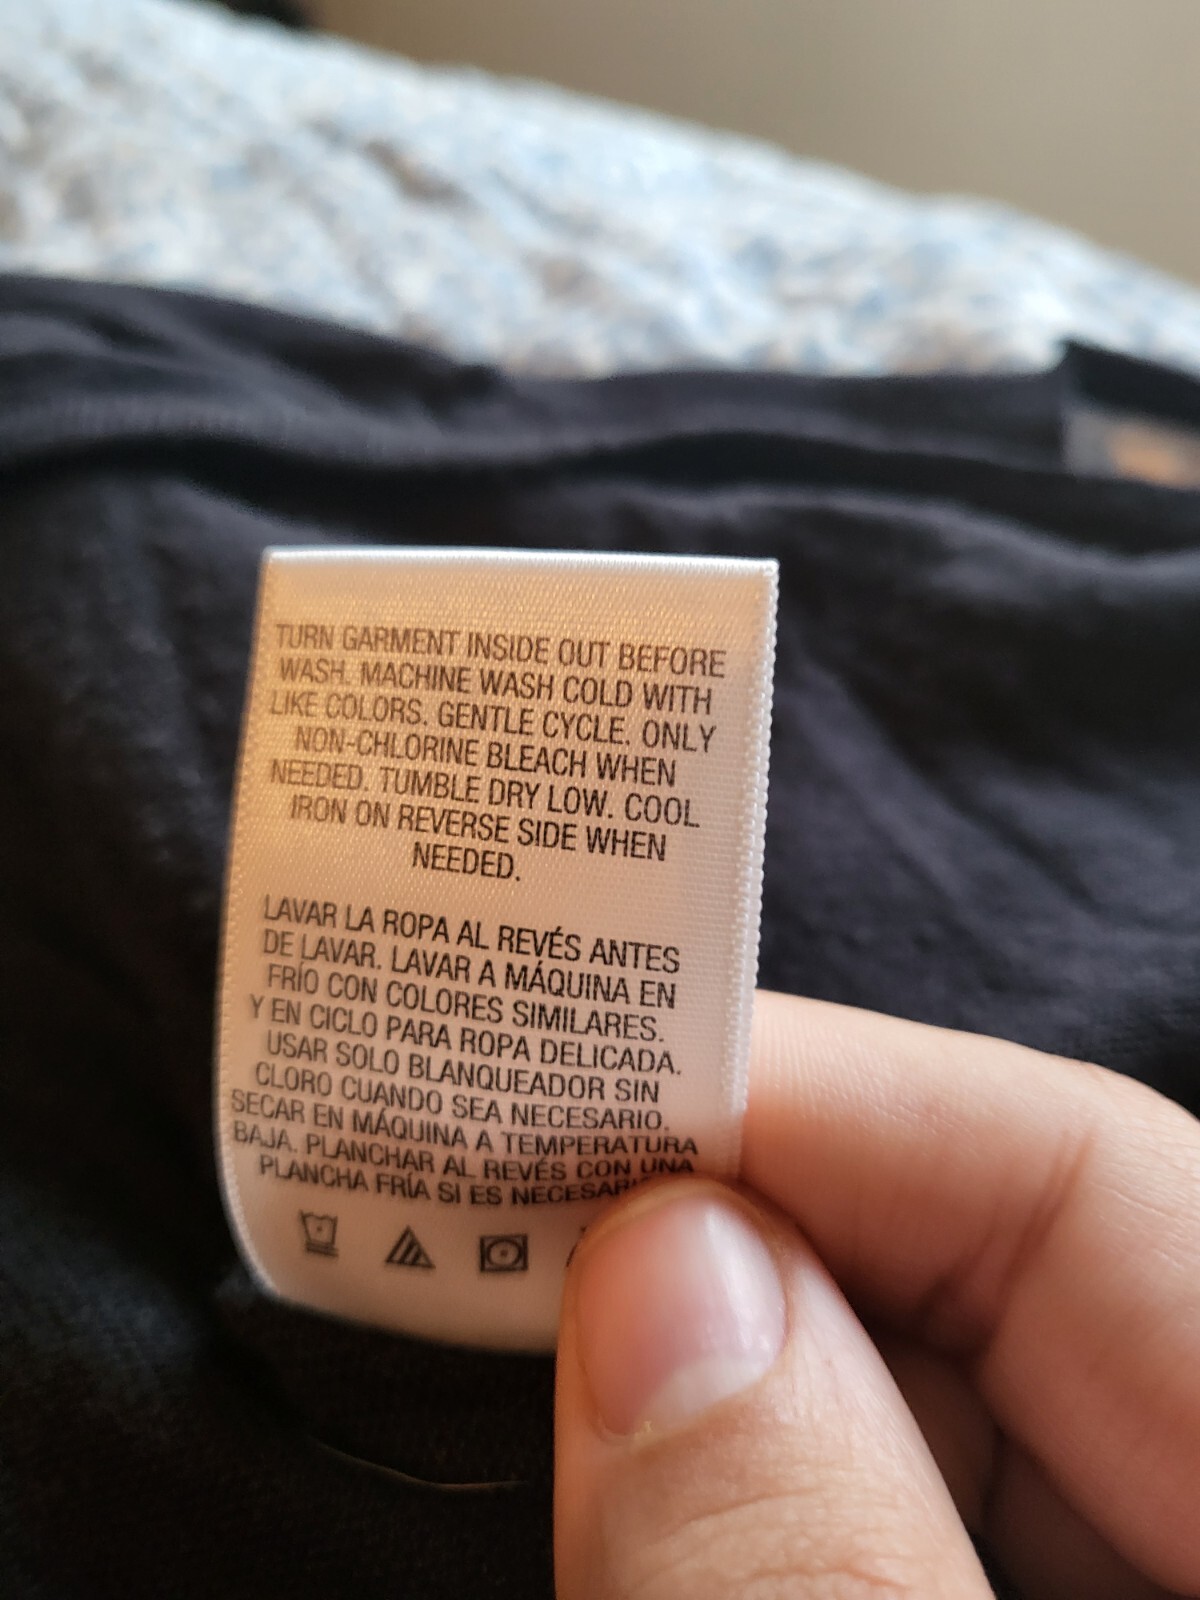 TURN GARMENT INSIDE OUT BEFORE
WASH. MACHINE WASH COLD WITH
LIKE COLORS. GENTLE CYCLE. ONLY
NON-CHLORINE BLEACH WHEN
NEEDED. TUMBLE DRY LOW. COOL
IRON ON REVERSE SIDE WHEN
NEEDED.
LAVAR LA ROPA AL REVÉS ANTES
DE LAVAR. LAVAR A MÁQUINA EN
FRÍO CON COLORES SIMILARES.
Y EN CICLO PARA ROPA DELICADA.
USAR SOLO BLANQUEADOR SIN
CLORO CUANDO SEA NECESARIO.
SECAR EN MÁQUINA A TEMPERATURA
BAJA. PLANCHAR AL REVÉS CON UNA
PLANCHA FRÍA SI ES